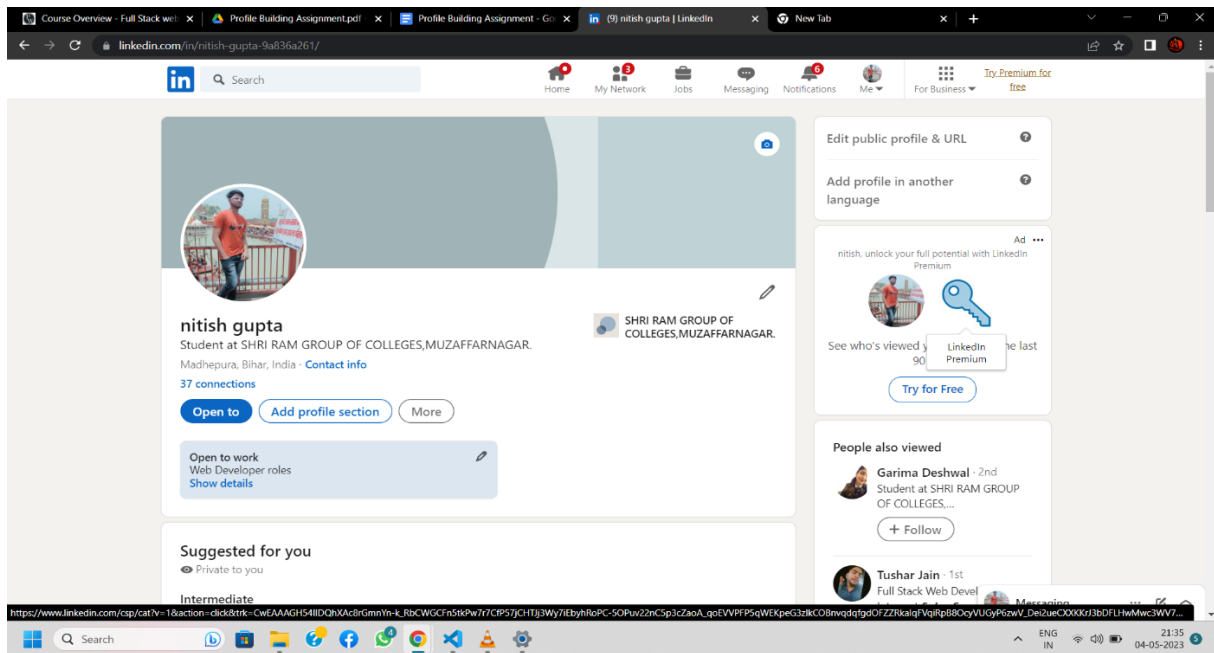 Course Overview - Full Stack web
Profile Building Assignment.pdf
Profile Building Assignment - Go
(9) nitish gupta | LinkedIn
New Tab
linkedin.com/in/nitish-gupta-9a836a261/
in
Search
3
6
Home
My Network
Jobs
Messaging
Notifications
Me
For Business
Try Premium for
free
Edit public profile & URL
Add profile in another
language
Ad
nitish, unlock your full potential with LinkedIn
Premium
nitish gupta
SHRI RAM GROUP OF
COLLEGES,MUZAFFARNAGAR.
Student at SHRI RAM GROUP OF COLLEGES,MUZAFFARNAGAR.
Madhepura, Bihar, India · Contact info
37 connections
Open to
Add profile section
More
See who's viewed
he last
90
LinkedIn
Premium
Try for Free
Open to work
Web Developer roles
Show details
People also viewed
Garima Deshwal · 2nd
Student at SHRI RAM GROUP
OF COLLEGES,...
+ Follow
Tushar Jain · 1st
Full Stack Web Devel
Messaging
Suggested for you
Private to you
Intermediate
Search
4
ENG
IN
21:35
04-05-2023
5